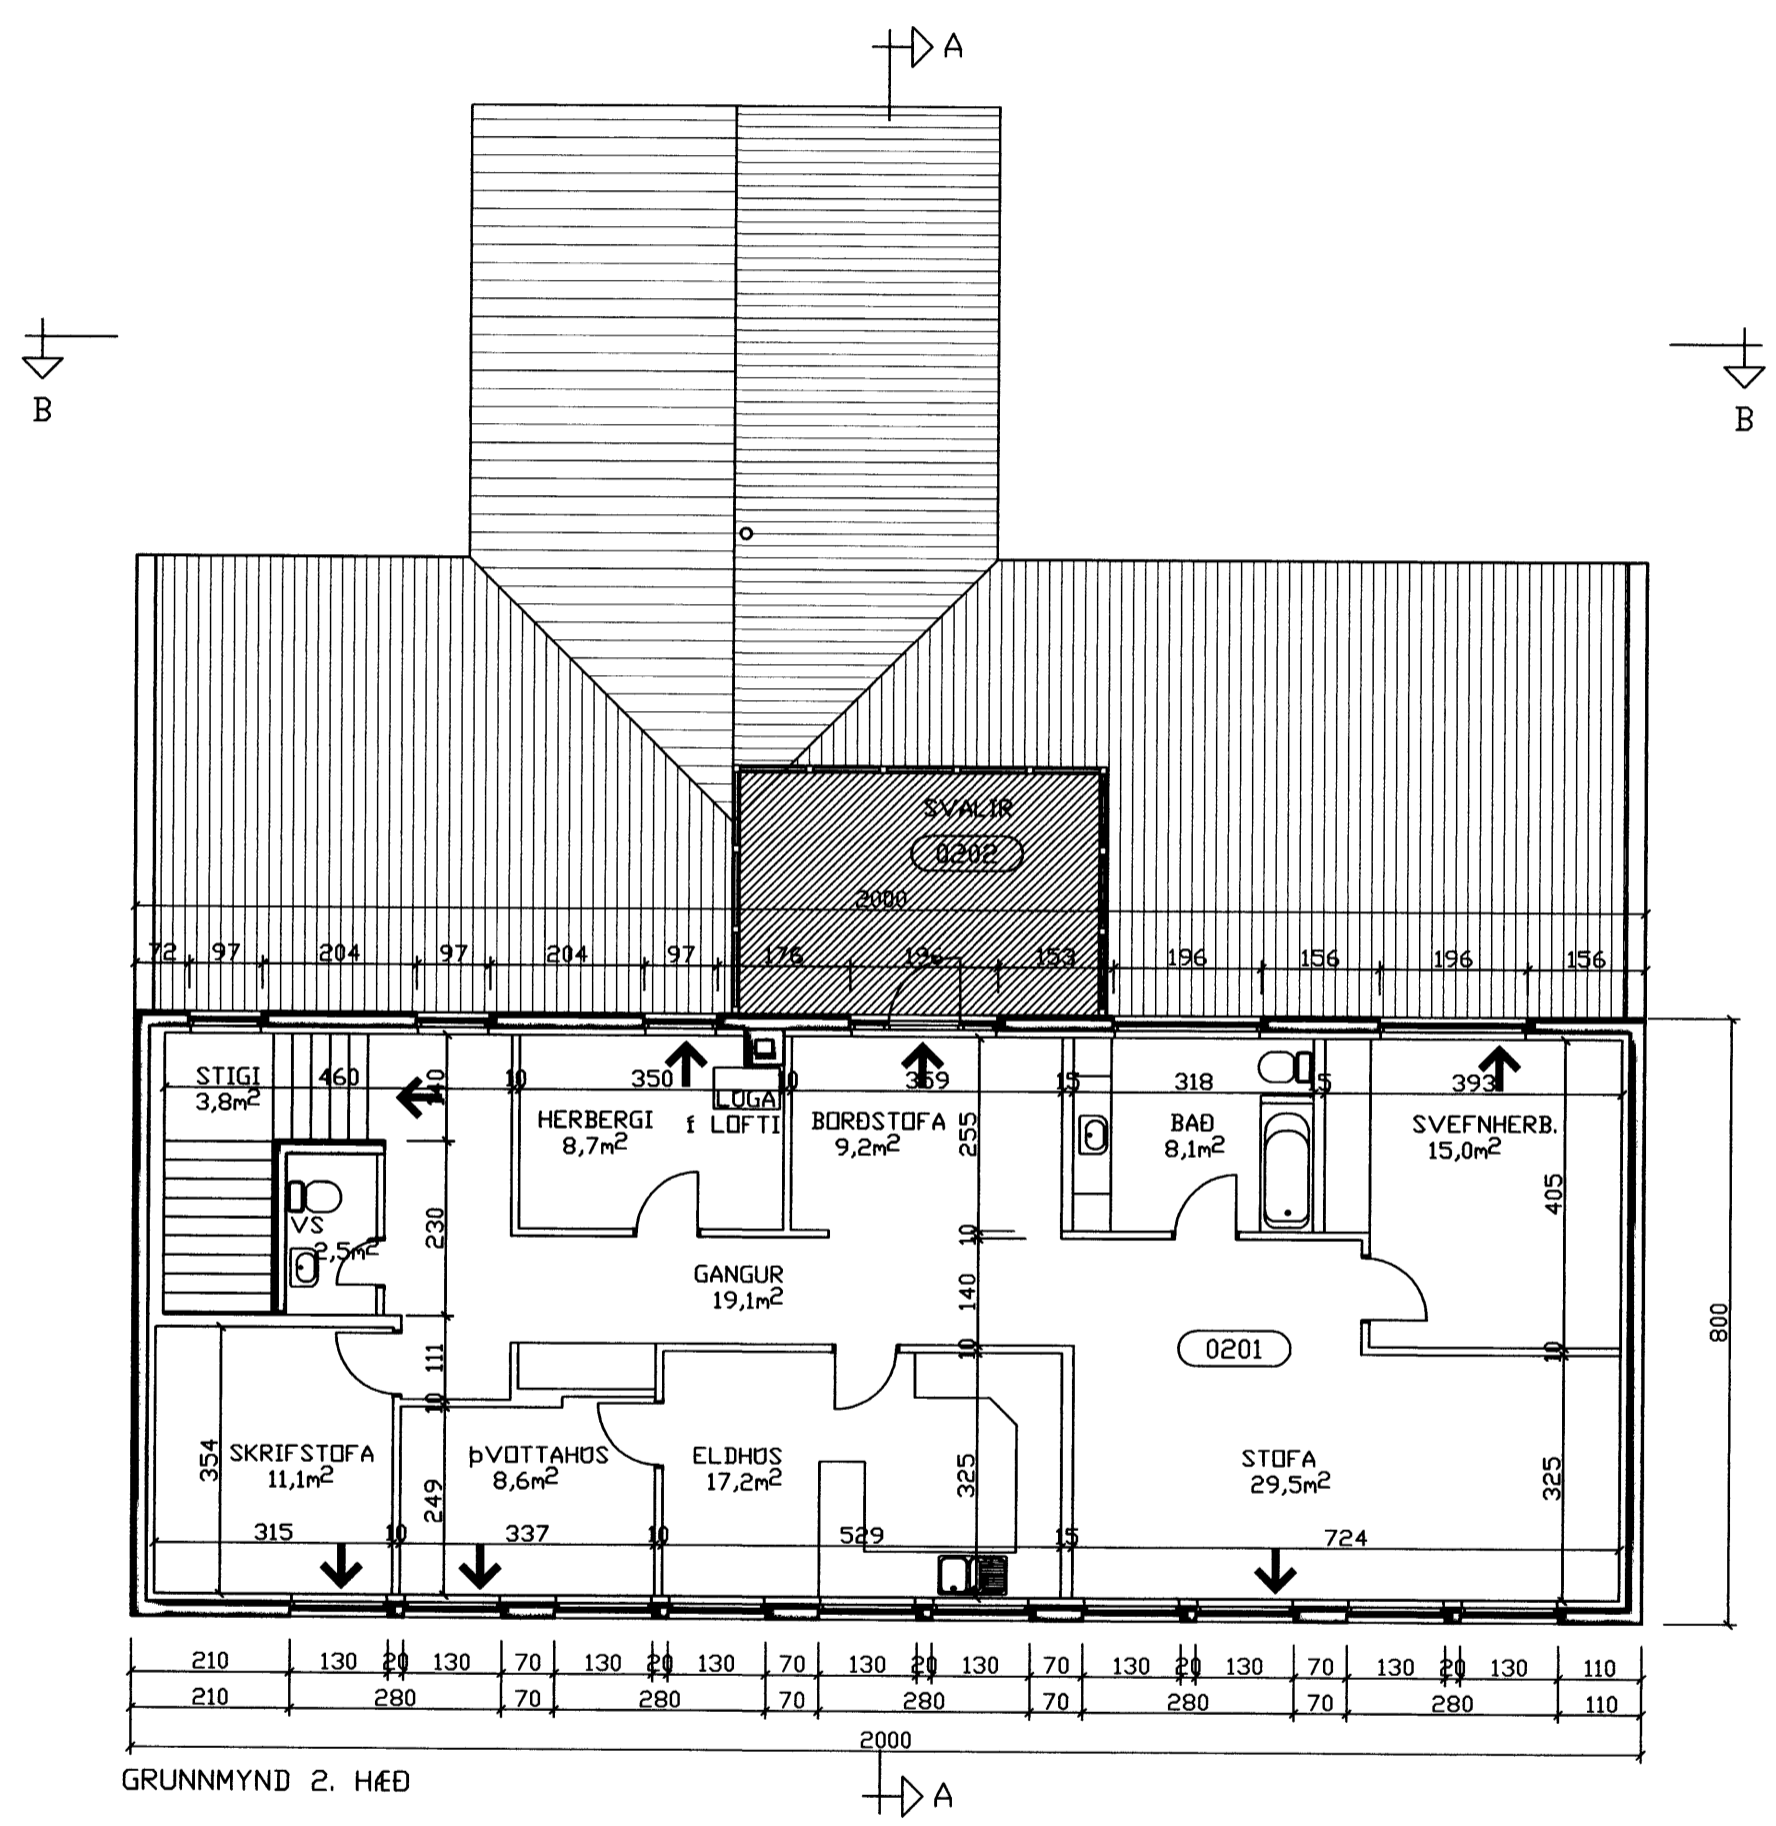 A
B
B
SVALIR
0202
2000
72 97 204 97 204 97 176 196 153 196 156 196 156
STIGI
3,8m2
460
140
10
350
10
369
15
318
15
393
LUGA
f LOFTI
HERBERGI
8,7m2
BORÐSTOFA
9,2m2
255
BAÐ
8,1m2
SVEFNHERB.
15,0m2
405
VS
2,5m2
230
10
GANGUR
19,1m2
140
0201
800
111
10
10
10
354
SKRIFSTOFA
11,1m2
ÞVOTTAHUS
8,6m2
249
ELDHUS
17,2m2
325
STOFA
29,5m2
325
315 10 337 10 529 15 724
210 130 20 130 70 130 20 130 70 130 20 130 70 130 20 130 70 130 20 130 110
210 280 70 280 70 280 70 280 70 280 110
2000
GRUNNMYND 2. HÆÐ
A